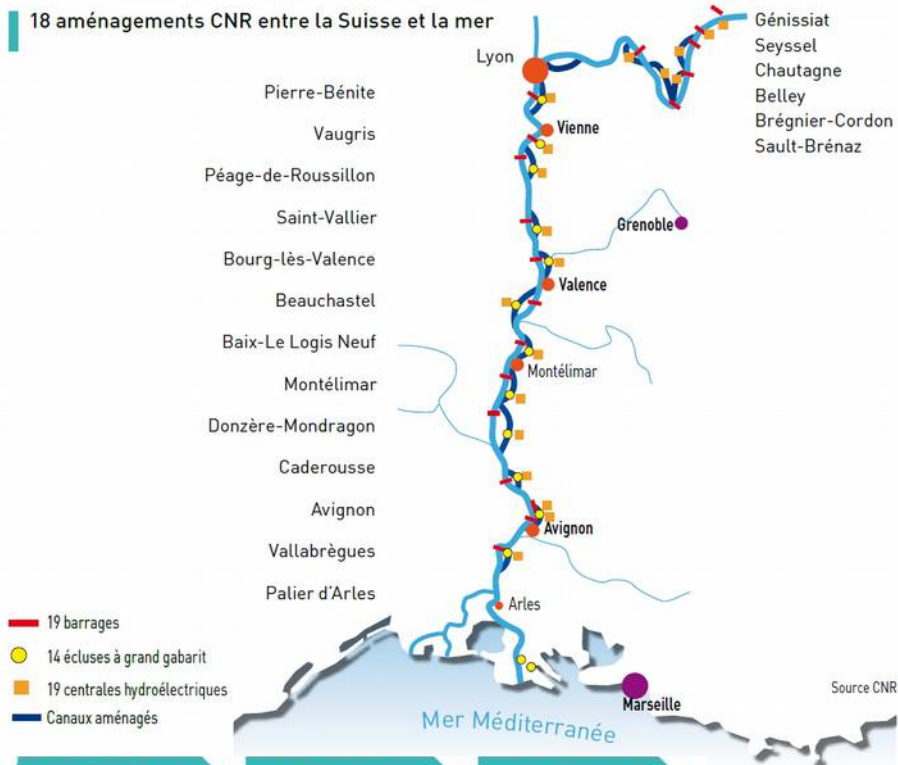 18 aménagements CNR entre la Suisse et la mer
Génissiat
Seyssel
Chautagne
Belley
Brégnier-Cordon
Sault-Brénaz
Lyon
Pierre-Bénite
Vienne
Vaugris
Péage-de-Roussillon
Saint-Vallier
Grenoble
Bourg-lès-Valence
Valence
Beauchastel
Baix-Le Logis Neuf
Montélimar
Montélimar
Donzère-Mondragon
Caderousse
Avignon
Avignon
Vallabrègues
Palier d'Arles
Arles
19 barrages
14 écluses à grand gabarit
19 centrales hydroélectriques
Canaux aménagés
Source CNR
Marseille
Mer Méditerranée